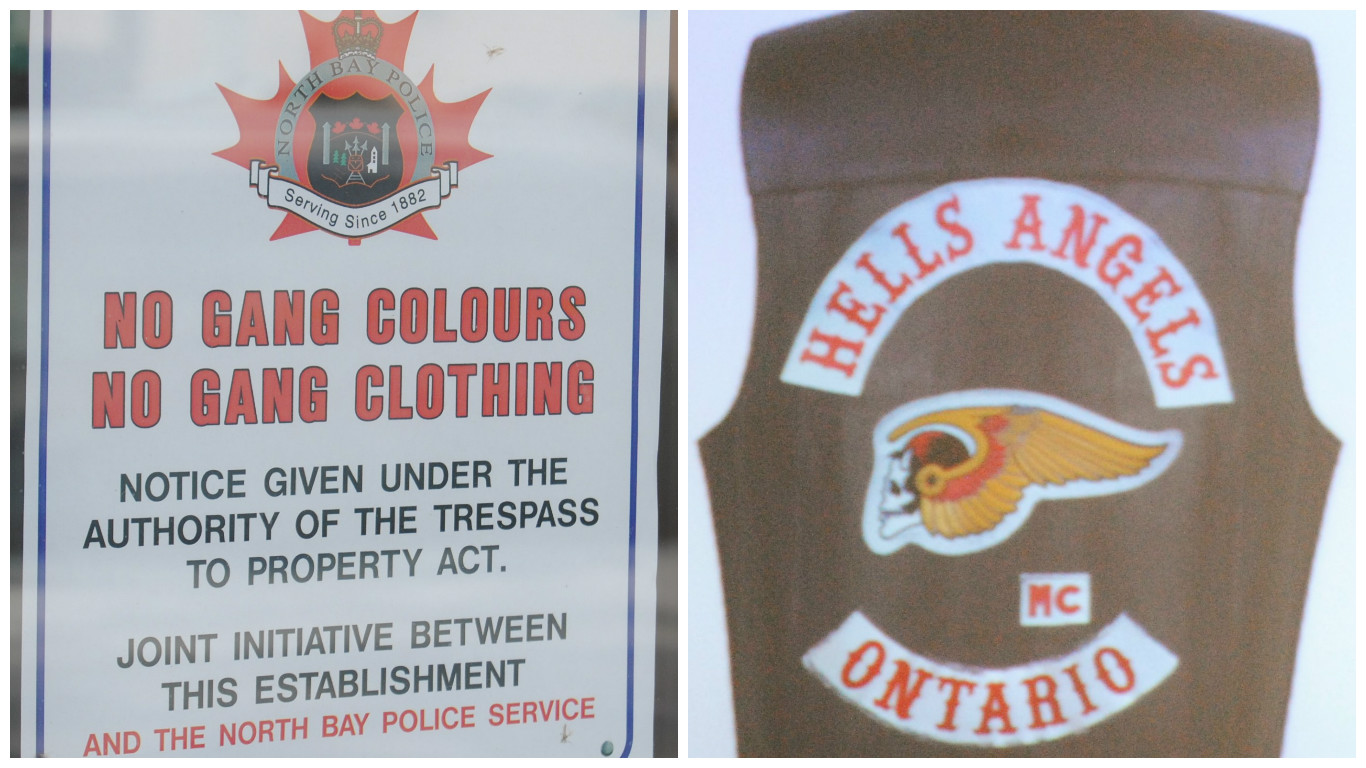 NORTH BAY POLICE
Serving Since 1882
NO GANG COLOURS
NO GANG CLOTHING
NOTICE GIVEN UNDER THE
AUTHORITY OF THE TRESPASS
TO PROPERTY ACT.
JOINT INITIATIVE BETWEEN
THIS ESTABLISHMENT
AND THE NORTH BAY POLICE SERVICE
HELLS ANGELS
MC
ONTARIO